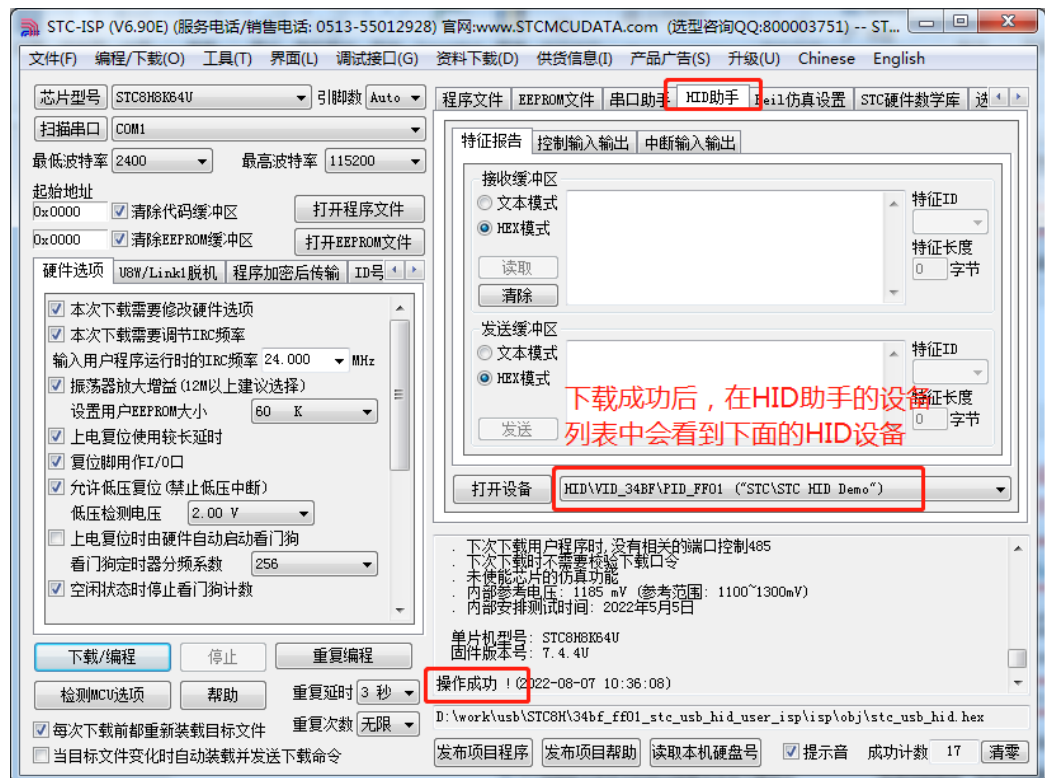 STC-ISP (V6.90E) (服务电话/销售电话: 0513-55012928) 官网:www.STCMCUDATA.com (选型咨询QQ:800003751) -- ST...
文件(F) 编程/下载(O) 工具(T) 界面(L) 调试接口(G) 资料下载(D) 供货信息(I) 产品广告(S) 升级(U) Chinese English
芯片型号 STC8H8K64U 引脚数 Auto
扫描串口 COM1
最低波特率 2400 最高波特率 115200
起始地址
0x0000 清除代码缓冲区 打开程序文件
0x0000 清除EEPROM缓冲区 打开EEPROM文件
硬件选项 U8W/Link1脱机 程序加密后传输 ID号
本次下载需要修改硬件选项
本次下载需要调节IRC频率
输入用户程序运行时的IRC频率 24.000 MHz
振荡器放大增益(12M以上建议选择)
设置用户EEPROM大小 60 K
上电复位使用较长延时
复位脚用作I/O口
允许低压复位(禁止低压中断)
低压检测电压 2.00 V
上电复位时由硬件自动启动看门狗
看门狗定时器分频系数 256
空闲状态时停止看门狗计数
下载/编程 停止 重复编程
检测MCU选项 帮助 重复延时 3 秒
每次下载前都重新装载目标文件 重复次数 无限
当目标文件变化时自动装载并发送下载命令
程序文件 EEPROM文件 串口助手 HID助手 Keil仿真设置 STC硬件数学库 选
特征报告 控制输入输出 中断输入输出
接收缓冲区
文本模式 特征ID
HEX模式
特征长度
读取 0 字节
清除
发送缓冲区
文本模式 特征ID
HEX模式
下载成功后，在HID助手的设备
列表中会看到下面的HID设备
特征长度
发送 0 字节
打开设备 HID\VID_34BF\PID_FF01 ("STC\STC HID Demo")
. 下次下载用户程序时,没有相关的端口控制485
. 下次下载时不需要校验下载口令
. 未使能芯片的仿真功能
. 内部参考电压: 1185 mV (参考范围: 1100~1300mV)
. 内部安排测试时间: 2022年5月5日
单片机型号: STC8H8K64U
固件版本号: 7.4.4U
操作成功 !(2022-08-07 10:36:08)
D:\work\usb\STC8H\34bf_ff01_stc_usb_hid_user_isp\isp\obj\stc_usb_hid.hex
发布项目程序 发布项目帮助 读取本机硬盘号 提示音 成功计数 17 清零